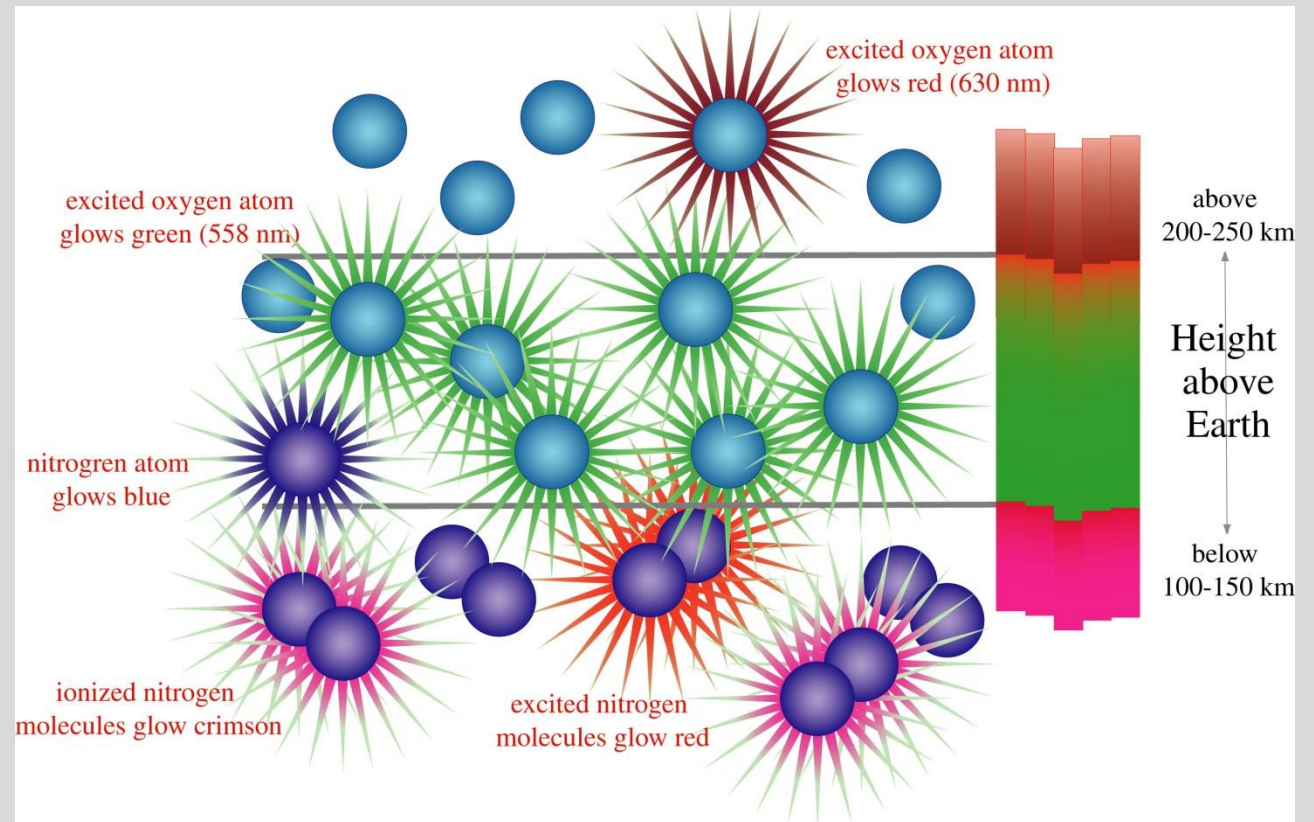 excited oxygen atom
glows red (630 nm)
excited oxygen atom
glows green (558 nm)
above
200-250 km
Height
above
Earth
nitrogren atom
glows blue
below
100-150 km
ionized nitrogen
molecules glow crimson
excited nitrogen
molecules glow red